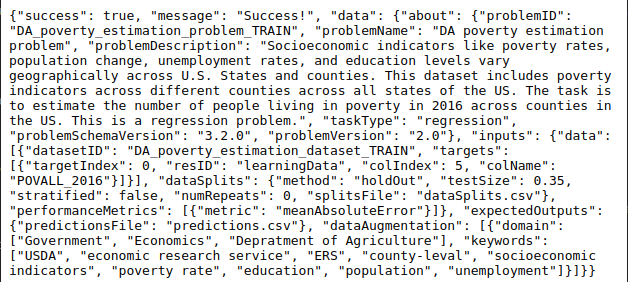 {"success": true, "message": "Success!", "data": {"about": {"problemID":
"DA_poverty_estimation_problem_TRAIN", "problemName": "DA poverty estimation
problem", "problemDescription": "Socioeconomic indicators like poverty rates,
population change, unemployment rates, and education levels vary
geographically across U.S. States and counties. This dataset includes poverty
indicators across different counties across all states of the US. The task is
to estimate the number of people living in poverty in 2016 across counties in
the US. This is a regression problem.", "taskType": "regression",
"problemSchemaVersion": "3.2.0", "problemVersion": "2.0"}, "inputs": {"data":
[{"datasetID": "DA_poverty_estimation_dataset_TRAIN", "targets":
[{"targetIndex": 0, "resID": "learningData", "colIndex": 5, "colName":
"POVALL_2016"}]}], "dataSplits": {"method": "holdOut", "testSize": 0.35,
"stratified": false, "numRepeats": 0, "splitsFile": "dataSplits.csv"},
"performanceMetrics": [{"metric": "meanAbsoluteError"}]}, "expectedOutputs":
{"predictionsFile": "predictions.csv"}, "dataAugmentation": [{"domain":
["Government", "Economics", "Depratment of Agriculture"], "keywords":
["USDA", "economic research service", "ERS", "county-leval", "socioeconomic
indicators", "poverty rate", "education", "population", "unemployment"]}]}}